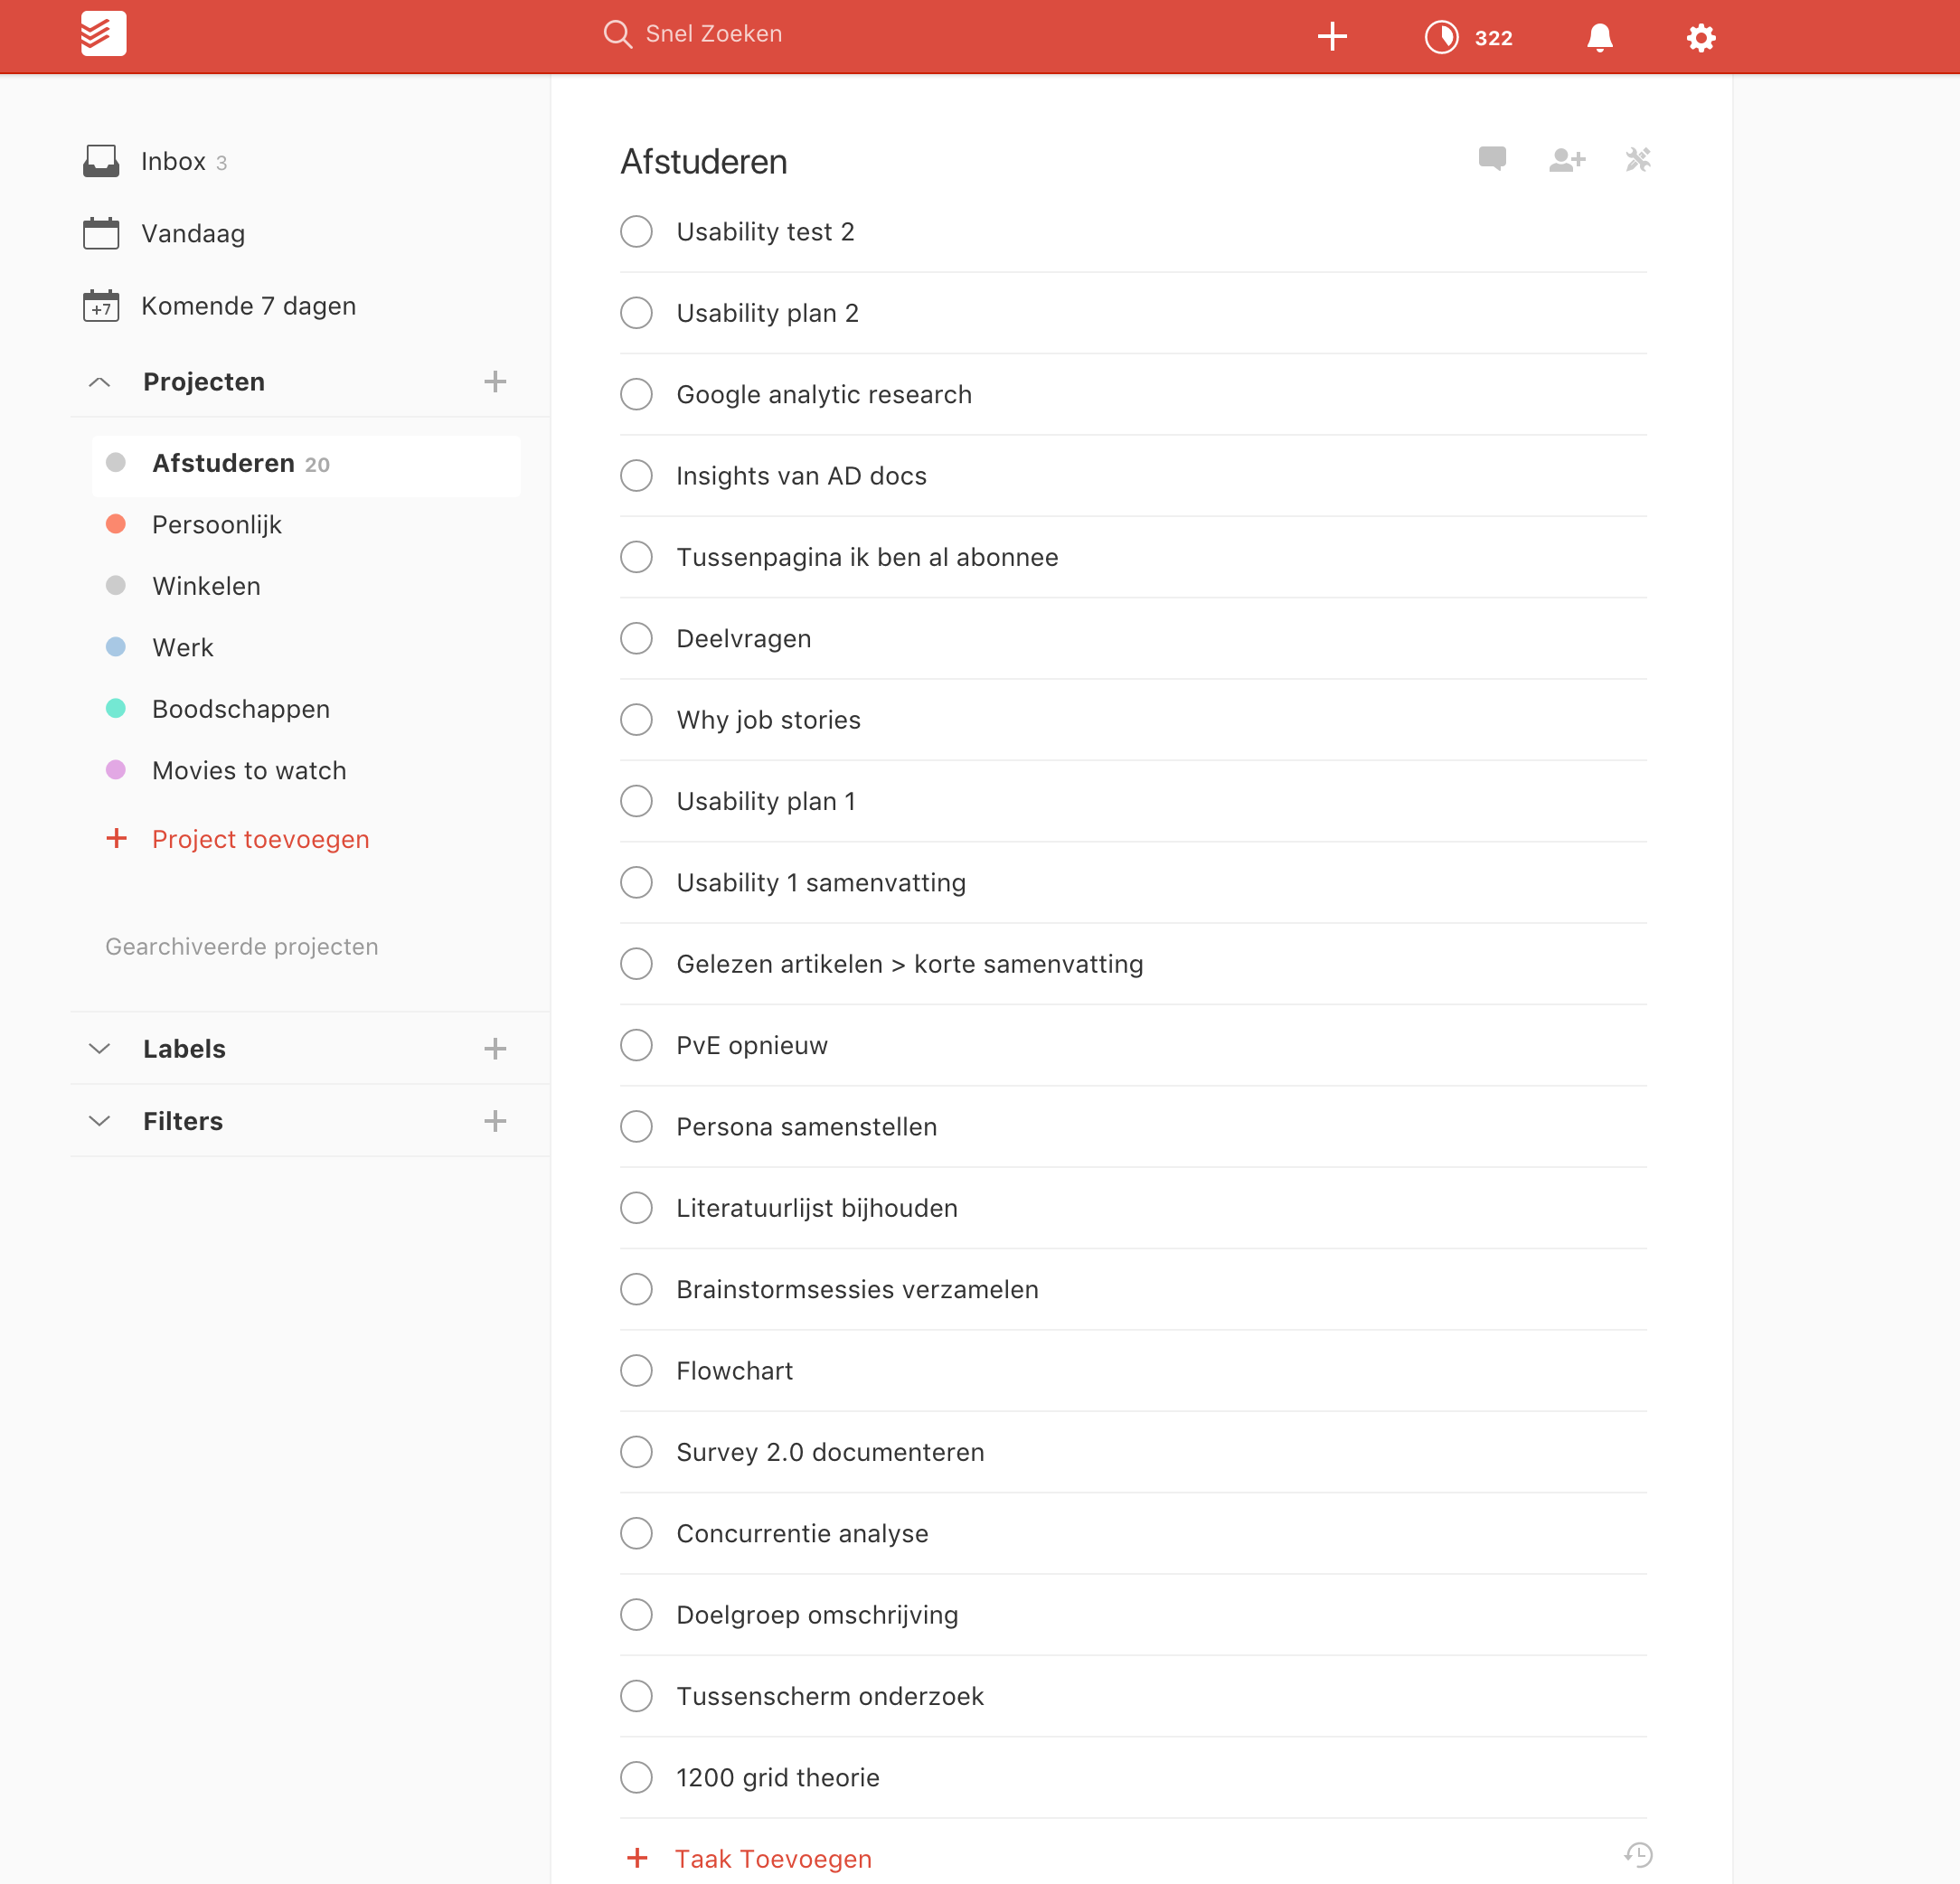 Snel Zoeken
322
Inbox 3
Vandaag
+7 Komende 7 dagen
Projecten
Afstuderen 20
Persoonlijk
Winkelen
Werk
Boodschappen
Movies to watch
Project toevoegen
Gearchiveerde projecten
Labels
Filters
Afstuderen
Usability test 2
Usability plan 2
Google analytic research
Insights van AD docs
Tussenpagina ik ben al abonnee
Deelvragen
Why job stories
Usability plan 1
Usability 1 samenvatting
Gelezen artikelen > korte samenvatting
PvE opnieuw
Persona samenstellen
Literatuurlijst bijhouden
Brainstormsessies verzamelen
Flowchart
Survey 2.0 documenteren
Concurrentie analyse
Doelgroep omschrijving
Tussenscherm onderzoek
1200 grid theorie
Taak Toevoegen